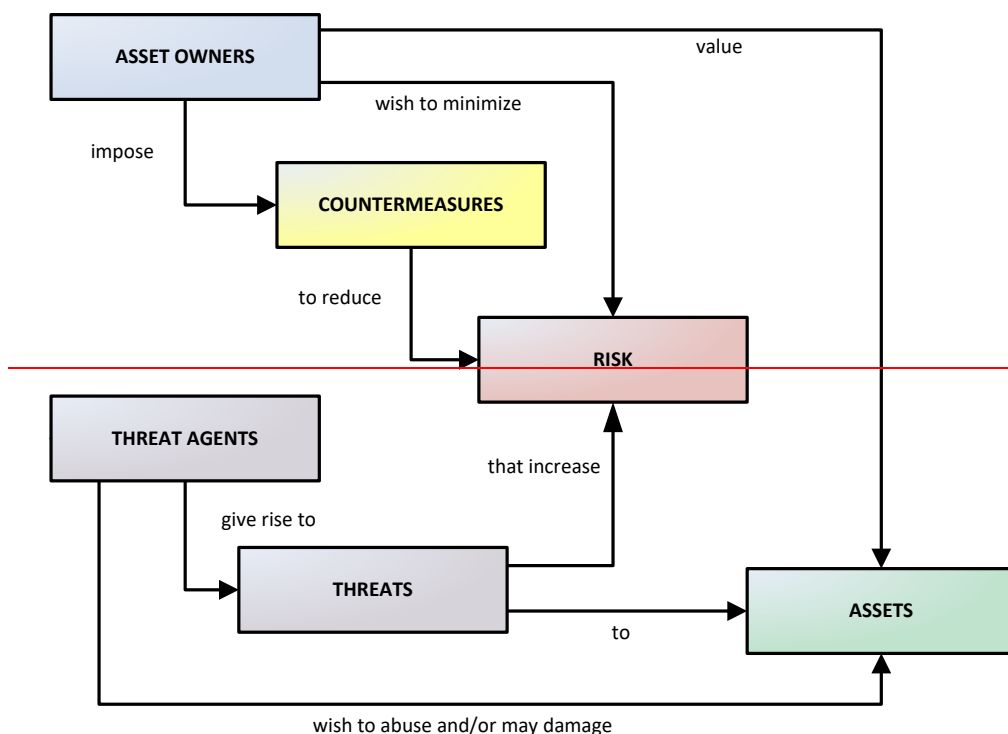 ASSET OWNERS
value
wish to minimize
impose
COUNTERMEASURES
to reduce
RISK
THREAT AGENTS
that increase
give rise to
THREATS
ASSETS
to
wish to abuse and/or may damage